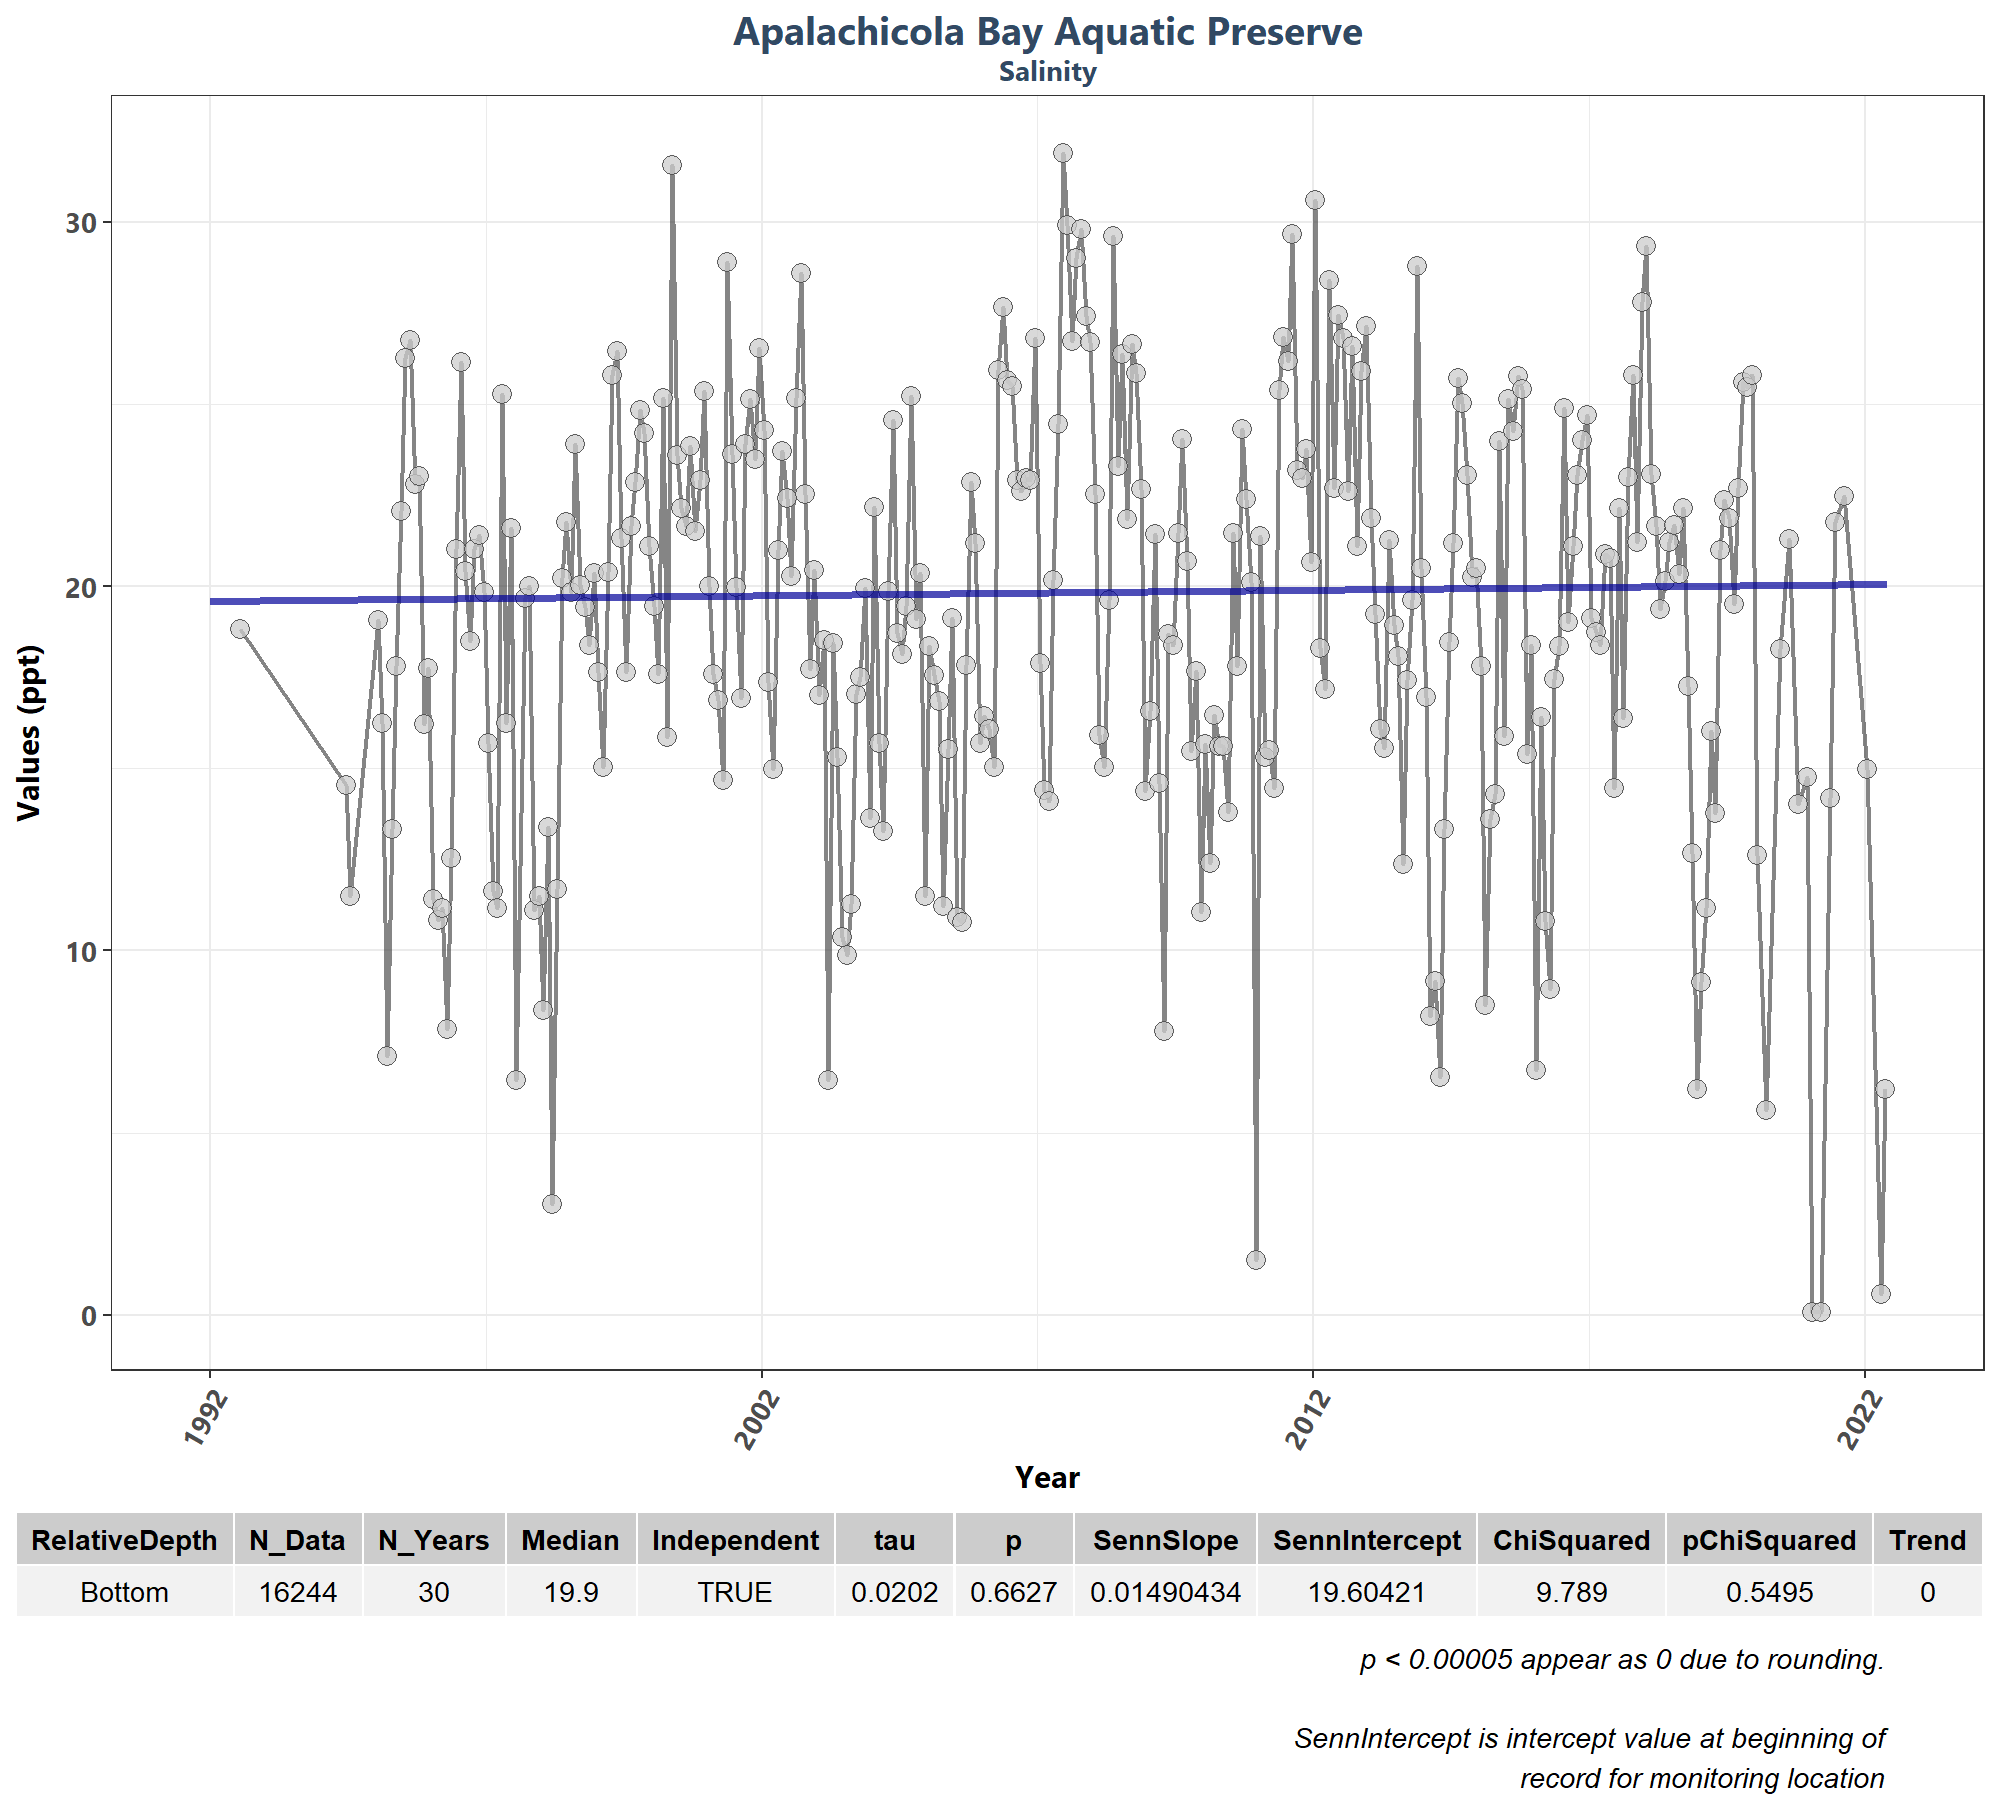 Apalachicola Bay Aquatic Preserve
Salinity
30
20
10
0
Values (ppt)
1992 2002 2012 2022
Year
RelativeDepth N_Data N_Years Median Independent tau p SennSlope SennIntercept ChiSquared pChiSquared Trend
Bottom 16244 30 19.9 TRUE 0.0202 0.6627 0.01490434 19.60421 9.789 0.5495 0
p < 0.00005 appear as 0 due to rounding.
SennIntercept is intercept value at beginning of
record for monitoring location